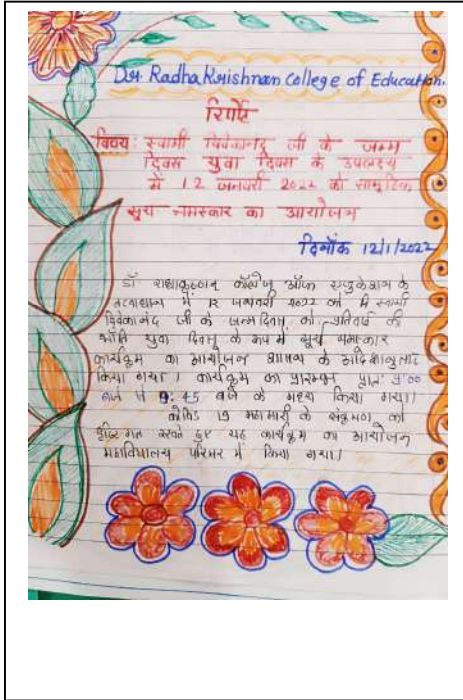 Dr. Radha Krishnan College of Education.
रिपोर्ट
विषय: स्वामी विवेकानंद जी के जन्म
दिवस युवा दिवस के उपलक्ष्य
में 12 जनवरी 2022 को सामूहिक
सूर्य नमस्कार का आयोजन
दिनाँक 12/1/2022
डॉ राधाकृष्णन् कॉलेज ऑफ एजुकेशन के
तत्वाधान में 12 जनवरी 2022 को स्वामी
विवेकानंद जी के जन्मदिवस को प्रतिवर्ष की
भाँति युवा दिवस के रूप में सूर्य नमस्कार
कार्यक्रम का आयोजन शासन के आदेशानुसार
किया गया। कार्यक्रम का प्रारम्भ प्रातः 9:00
बजे से 9:45 बजे के मध्य किया गया।
कोविड 19 महामारी के संक्रमण को
रखते हुए यह कार्यक्रम का आयोजन
महाविद्यालय परिसर में किया गया।